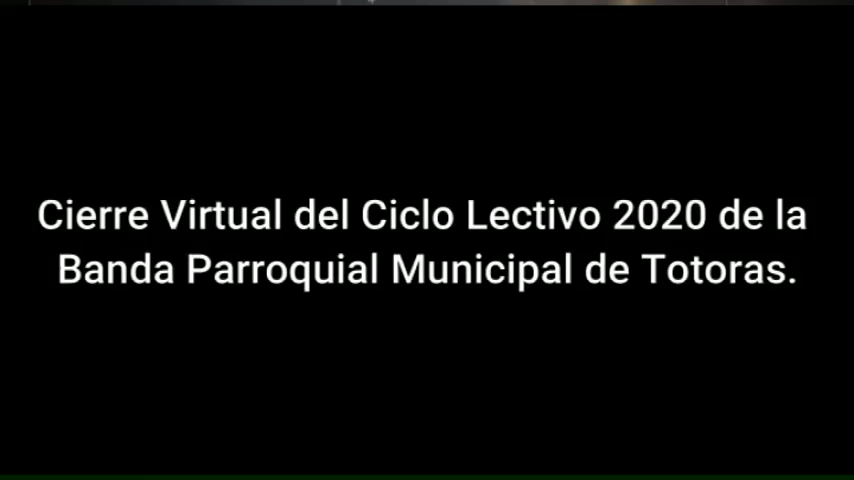 Cierre Virtual del Ciclo Lectivo 2020 de la
Banda Parroquial Municipal de Totoras.